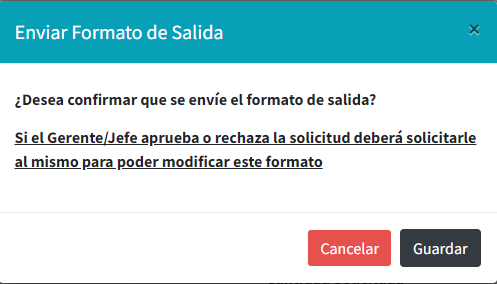 Enviar Formato de Salida
×
¿Desea confirmar que se envíe el formato de salida?
Si el Gerente/Jefe aprueba o rechaza la solicitud deberá solicitarle
al mismo para poder modificar este formato
Cancelar
Guardar